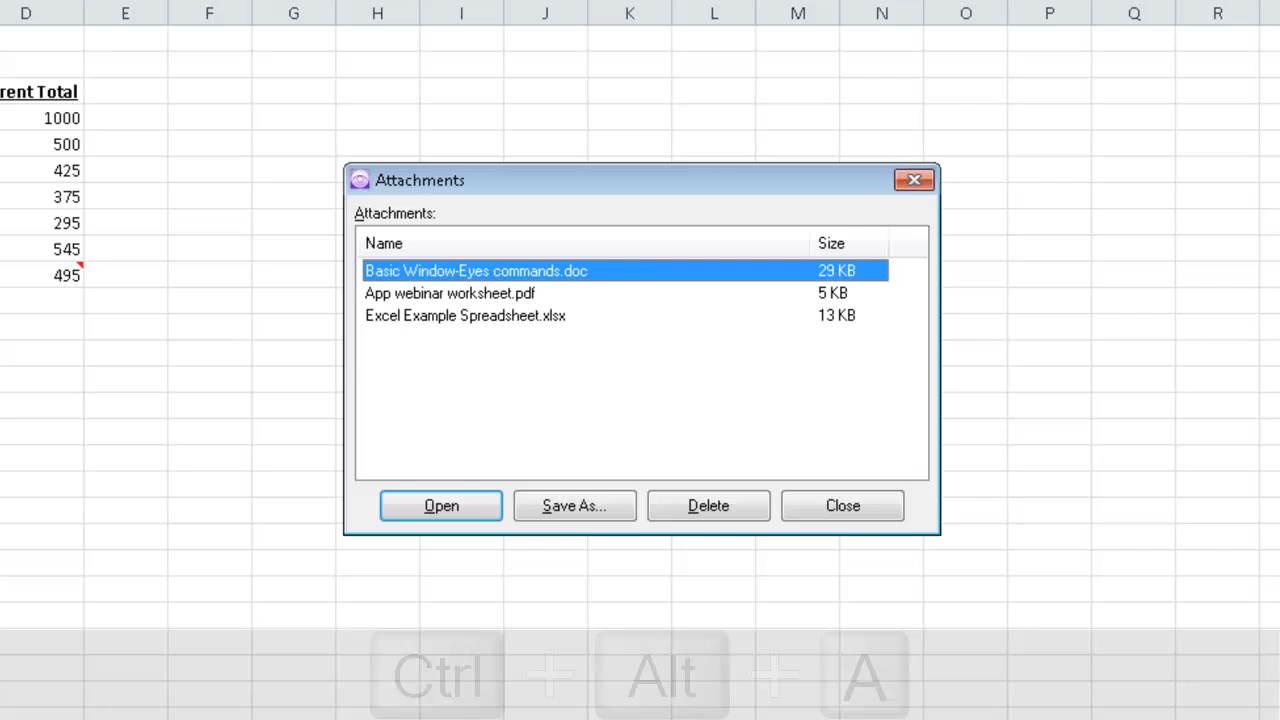 D E F G H I J K L M N O P Q R
rent Total
1000
500
425
375
295
545
495
Attachments
Attachments:
Name Size
Basic Window-Eyes commands.doc 29 KB
App webinar worksheet.pdf 5 KB
Excel Example Spreadsheet.xlsx 13 KB
Open Save As... Delete Close
Ctrl + Alt + A